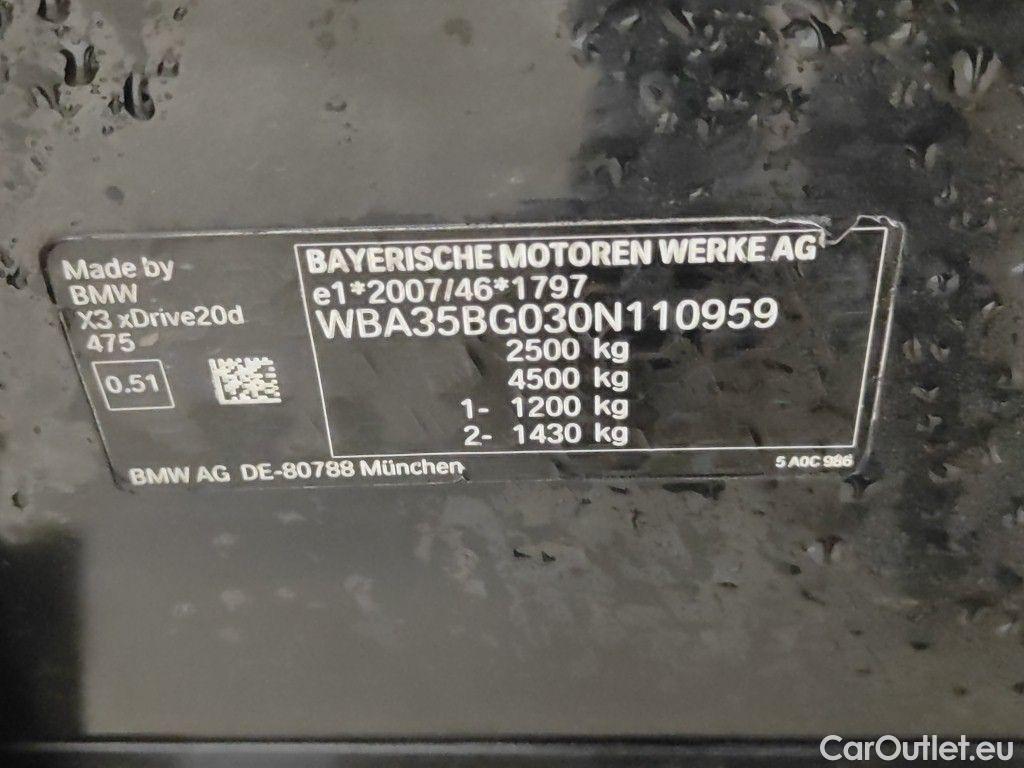 Made by
BMW
X3 xDrive20d
475
0.51
BAYERISCHE MOTOREN WERKE AG
e1*2007/46*1797
WBA35BG030N110959
2500 kg
4500 kg
1- 1200 kg
2- 1430 kg
BMW AG DE-80788 München
5 A0C 986
CarOutlet.eu